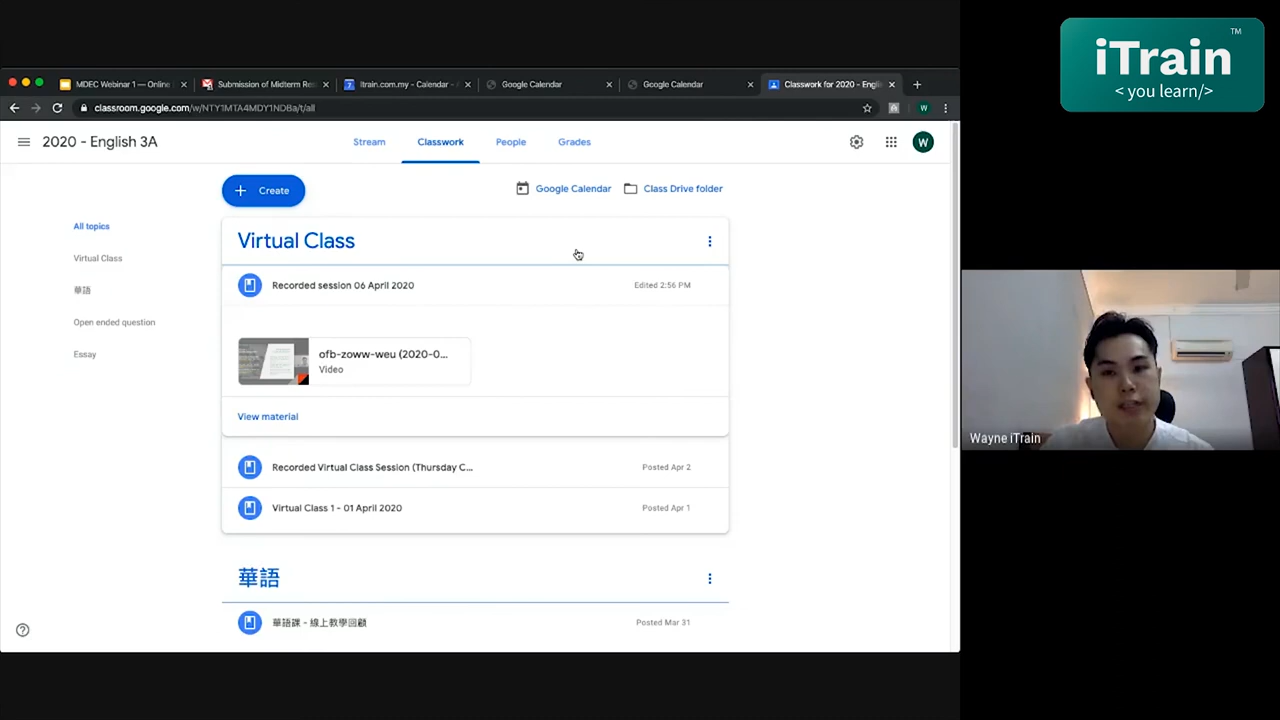 iTrain
TM
< you learn/>
MDEC Webinar 1 — Online
Submission of Midterm Re
itrain.com.my - Calendar -
Google Calendar
Google Calendar
Classwork for 2020 - Engli
classroom.google.com/w/NTY1MTA4MDY1NDBa/t/all
W
2020 - English 3A
Stream
Classwork
People
Grades
W
Create
Google Calendar
Class Drive folder
All topics
Virtual Class
華語
Open ended question
Essay
Virtual Class
Recorded session 06 April 2020
Edited 2:56 PM
ofb-zoww-weu (2020-0...
Video
View material
Recorded Virtual Class Session (Thursday C...
Posted Apr 2
Virtual Class 1 - 01 April 2020
Posted Apr 1
華語
華語課 - 線上教學回顧
Posted Mar 31
Wayne iTrain